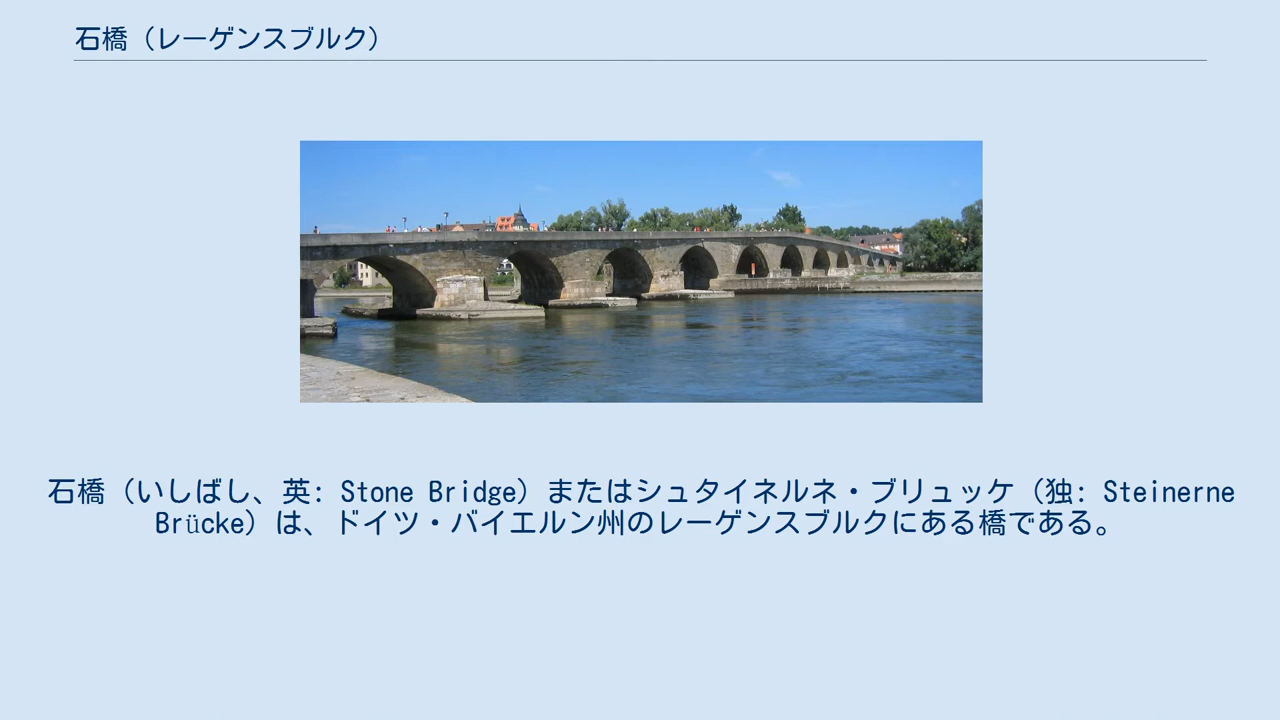 石橋（レーゲンスブルク）
石橋（いしばし、英: Stone Bridge）またはシュタイネルネ・ブリュッケ（独: Steinerne
Brücke）は、ドイツ・バイエルン州のレーゲンスブルクにある橋である。